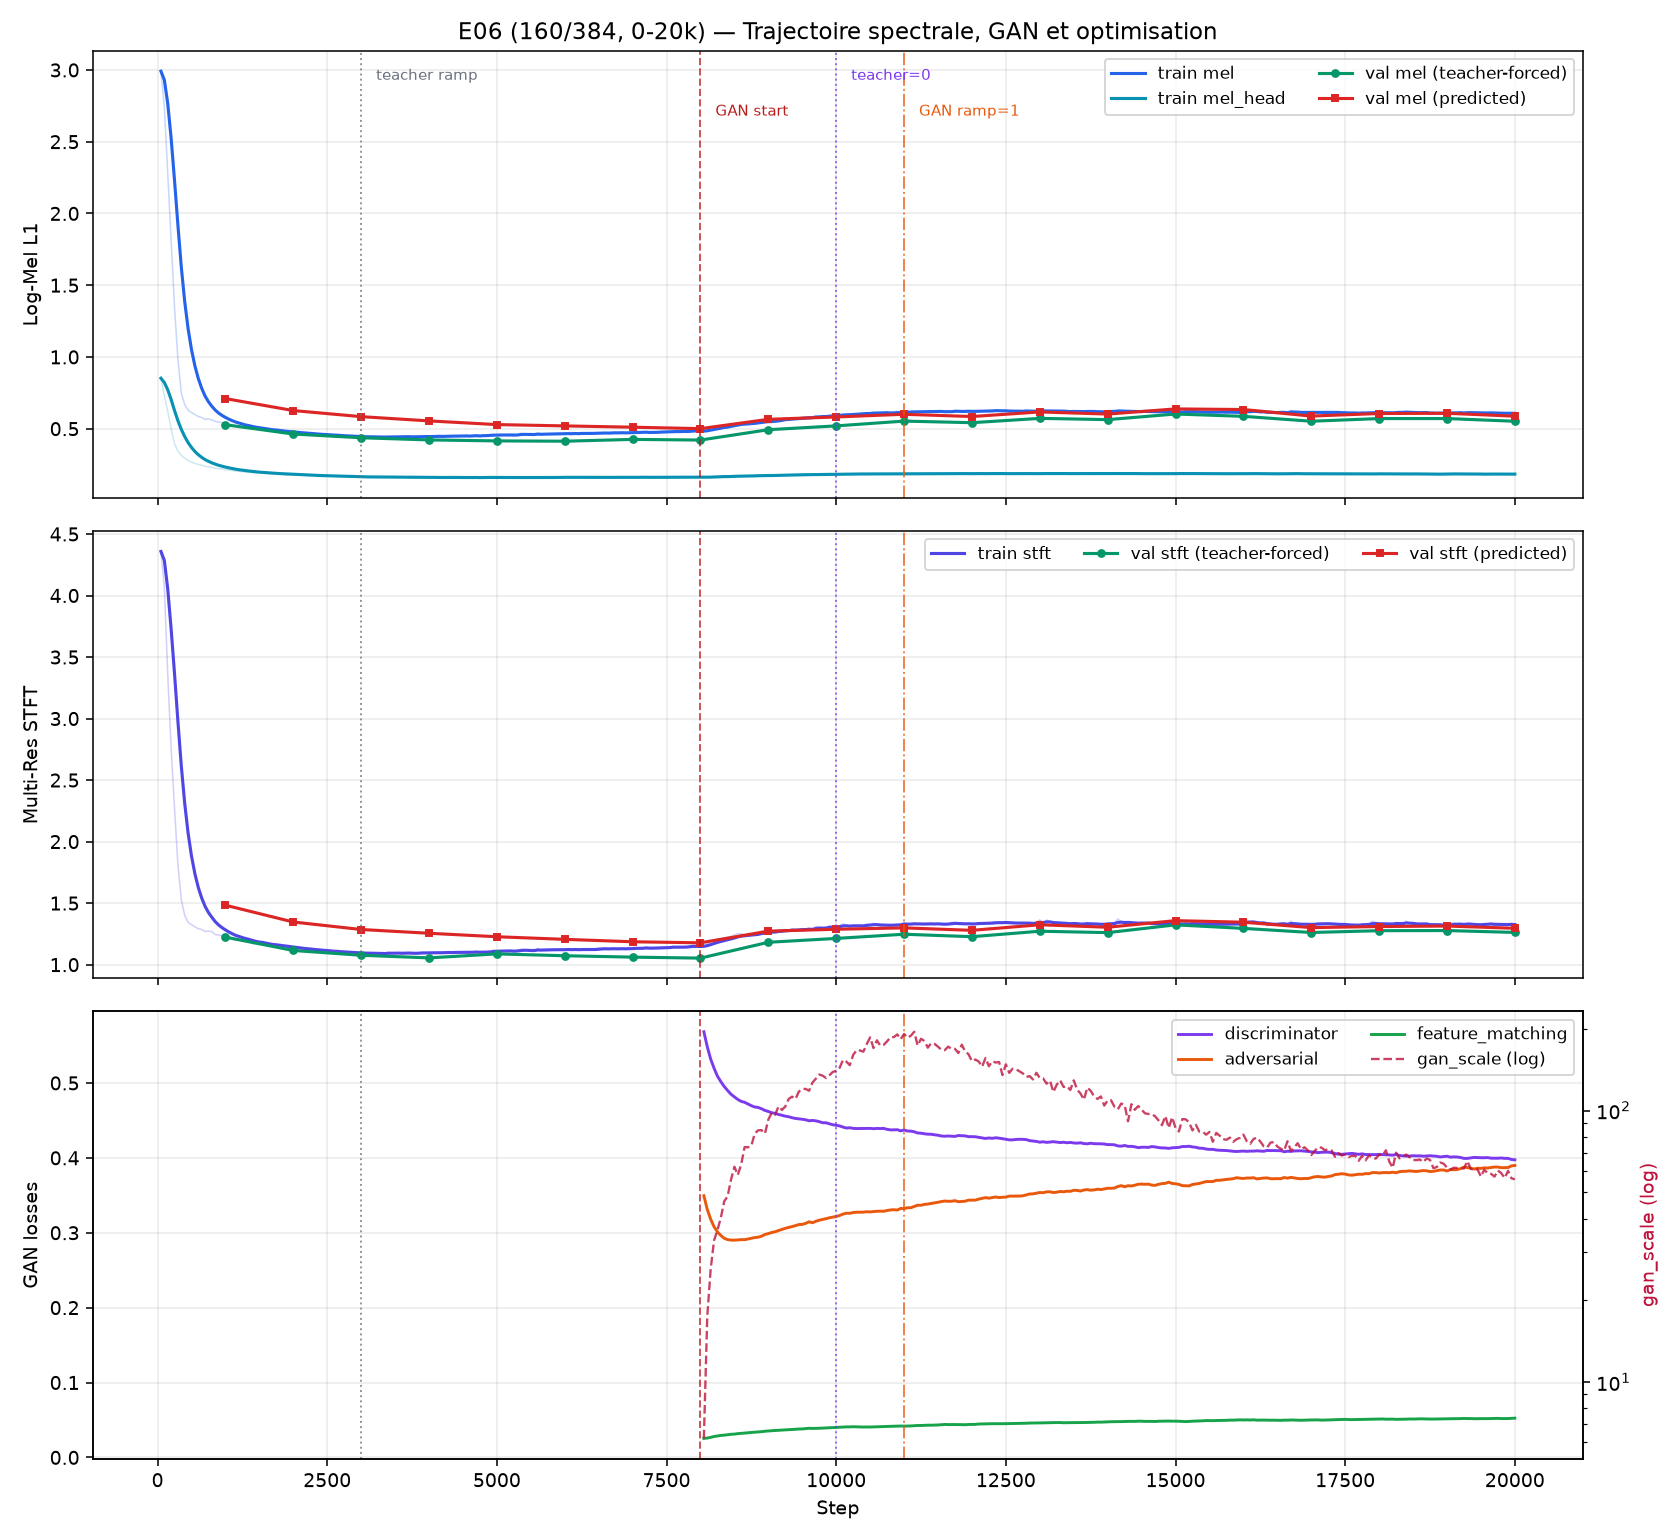 E06 (160/384, 0-20k) — Trajectoire spectrale, GAN et optimisation
teacher ramp
GAN start
teacher=0
GAN ramp=1
train mel
train mel_head
val mel (teacher-forced)
val mel (predicted)
Log-Mel L1
3.0
2.5
2.0
1.5
1.0
0.5
train stft
val stft (teacher-forced)
val stft (predicted)
Multi-Res STFT
4.5
4.0
3.5
3.0
2.5
2.0
1.5
1.0
discriminator
adversarial
feature_matching
gan_scale (log)
GAN losses
0.5
0.4
0.3
0.2
0.1
0.0
10²
10¹
gan_scale (log)
0 2500 5000 7500 10000 12500 15000 17500 20000
Step